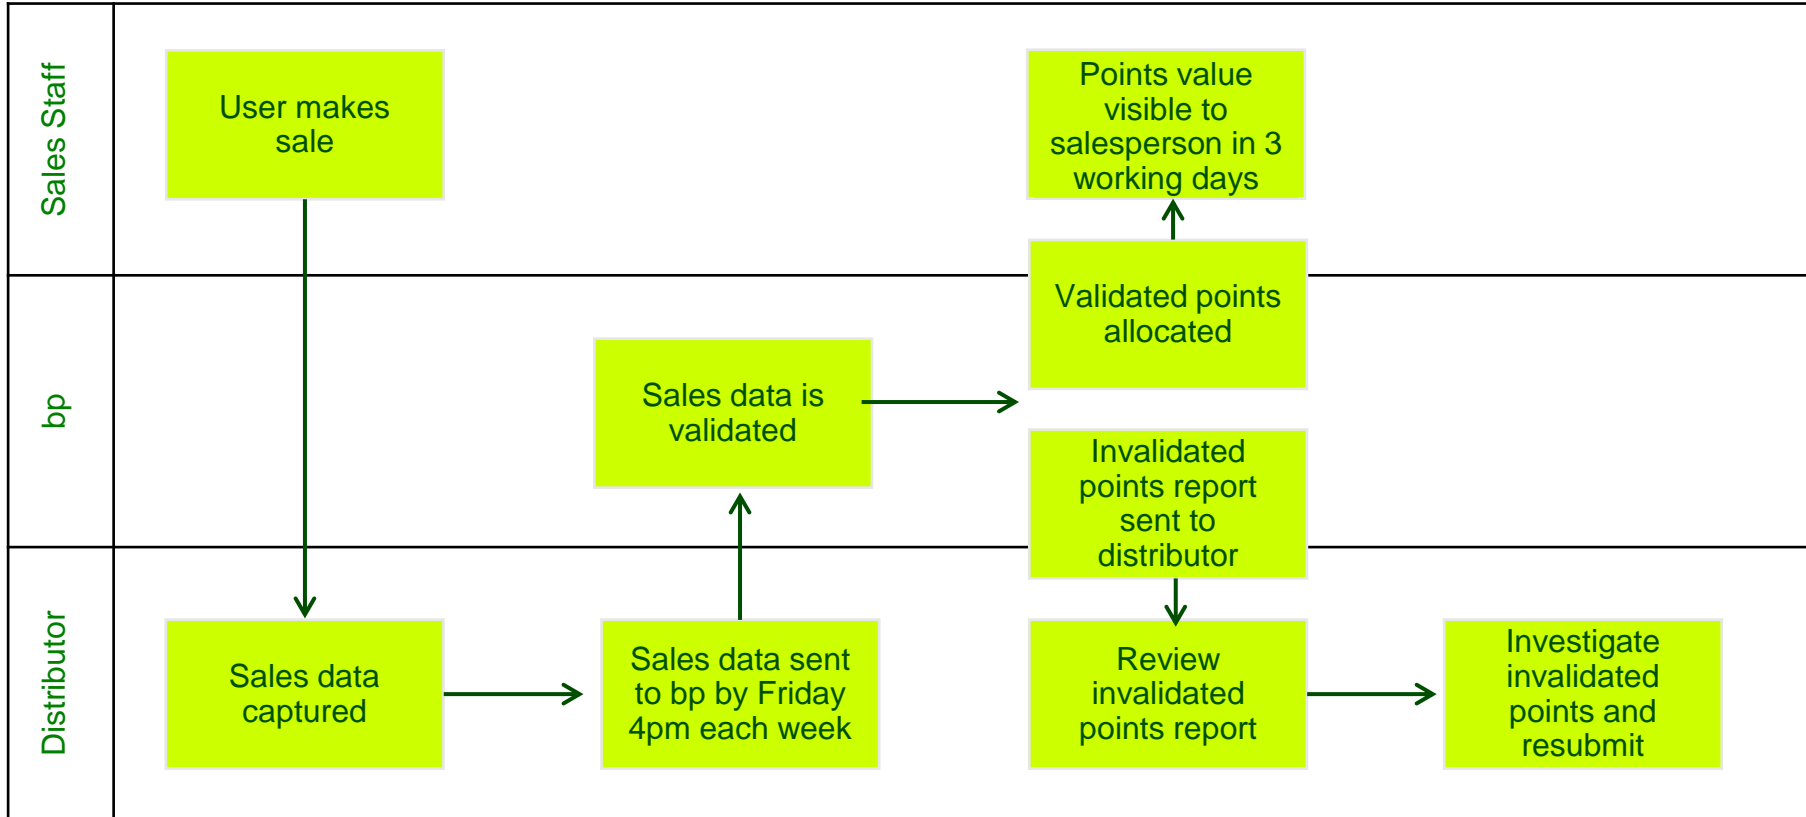 Sales Staff
User makes
sale
Points value
visible to
salesperson in 3
working days
bp
Validated points
allocated
Sales data is
validated
Invalidated
points report
sent to
distributor
Distributor
Sales data
captured
Sales data sent
to bp by Friday
4pm each week
Review
invalidated
points report
Investigate
invalidated
points and
resubmit